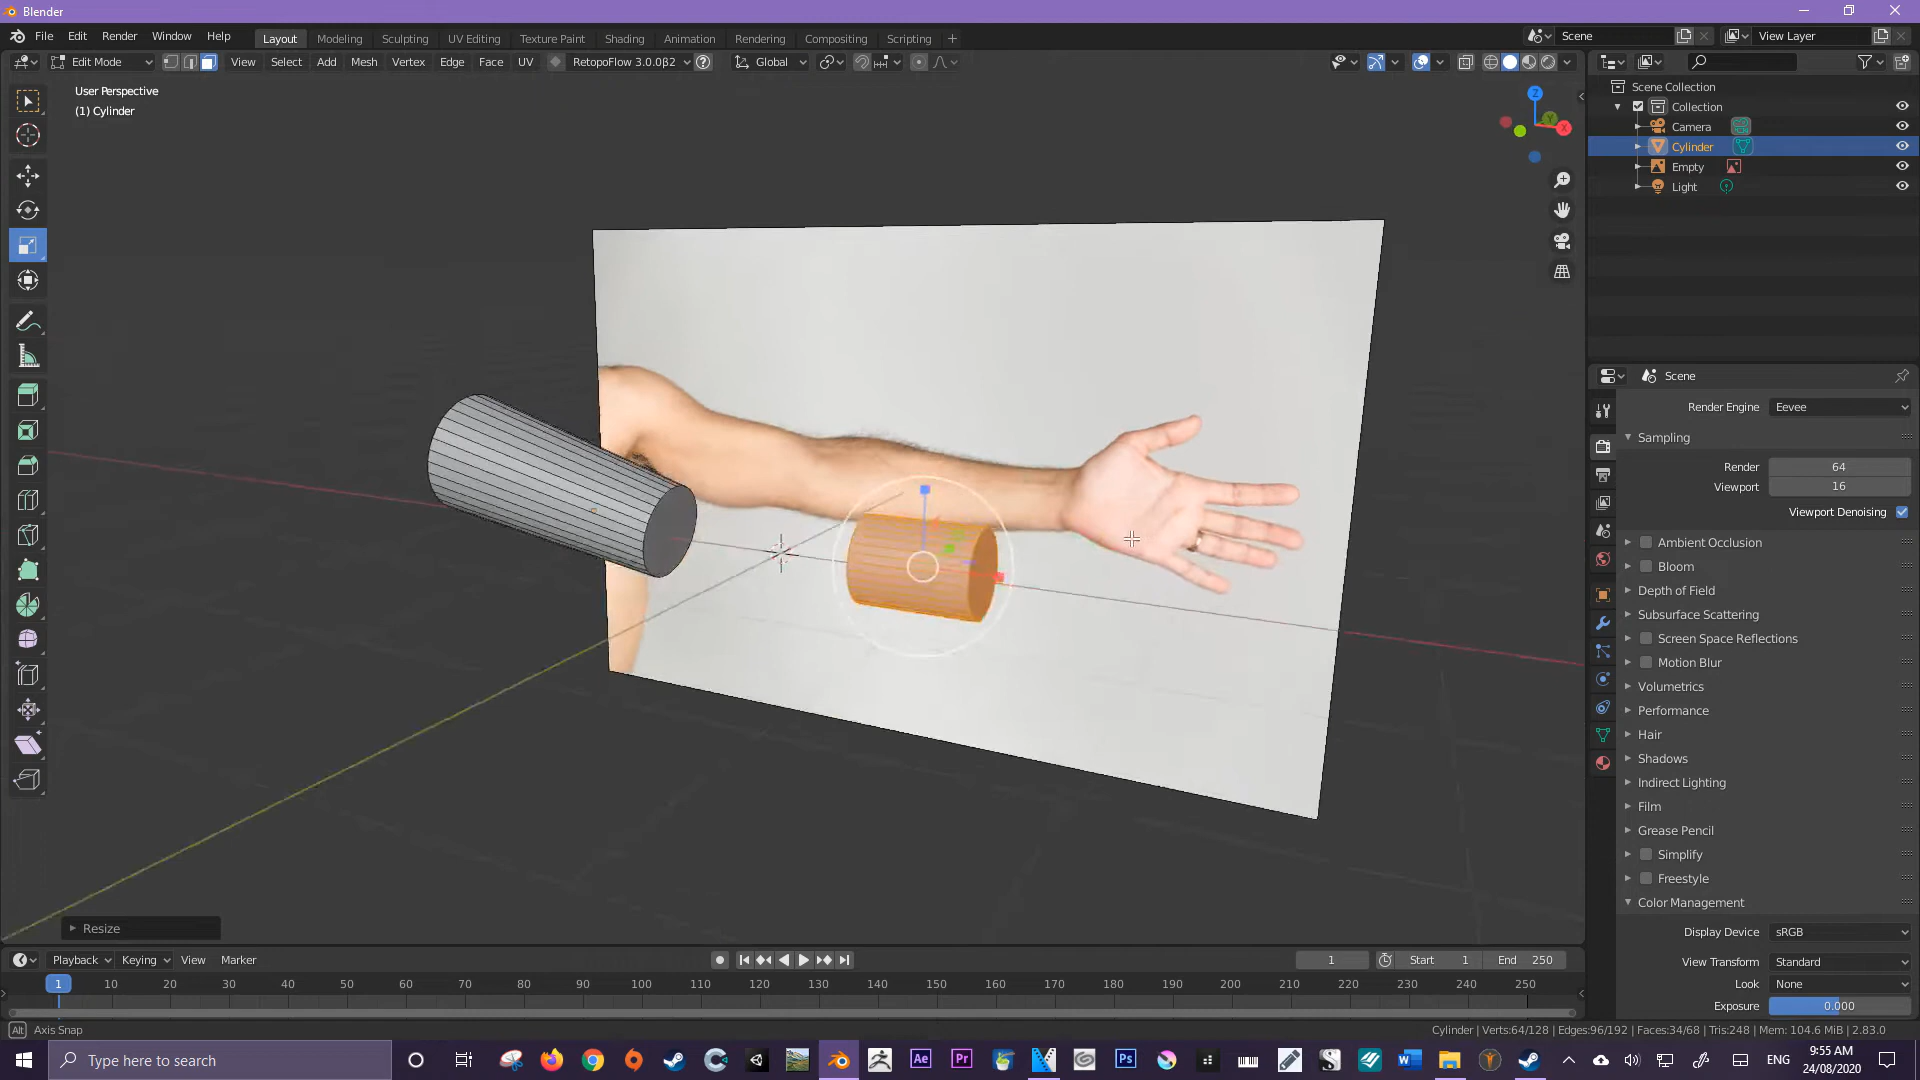 Blender
File Edit Render Window Help
Layout Modeling Sculpting UV Editing Texture Paint Shading Animation Rendering Compositing Scripting +
Scene
View Layer
Edit Mode View Select Add Mesh Vertex Edge Face UV RetopoFlow 3.0.0β2 Global
User Perspective
(1) Cylinder
Z
Y
X
Scene Collection
Collection
Camera
Cylinder
Empty
Light
Scene
Render Engine Eevee
Sampling
Render 64
Viewport 16
Viewport Denoising
Ambient Occlusion
Bloom
Depth of Field
Subsurface Scattering
Screen Space Reflections
Motion Blur
Volumetrics
Performance
Hair
Shadows
Indirect Lighting
Film
Grease Pencil
Simplify
Freestyle
Color Management
Display Device sRGB
View Transform Standard
Look None
Exposure 0.000
Resize
Playback Keying View Marker
1 Start 1 End 250
1 10 20 30 40 50 60 70 80 90 100 110 120 130 140 150 160 170 180 190 200 210 220 230 240 250
Alt Axis Snap
Cylinder | Verts:64/128 | Edges:96/192 | Faces:34/68 | Tris:248 | Mem: 104.6 MiB | 2.83.0
Type here to search
Ae
Pr
Ps
ENG
9:55 AM
24/08/2020